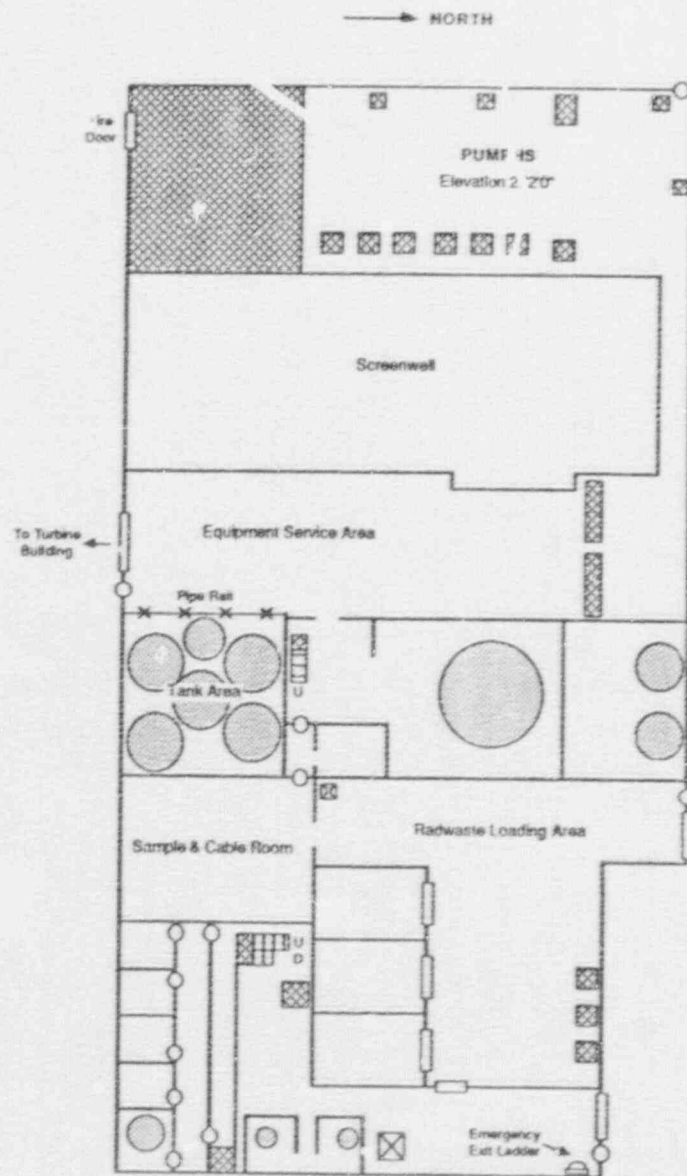 NORTH
Door
Elevation
Screenwell
Equipment Service Area
To Turbine
Building
Pipe Rail
Tank Area
U
Sample & Cable Room
Radwaste Loading Area
U
D
Emergency
Exit Ladder